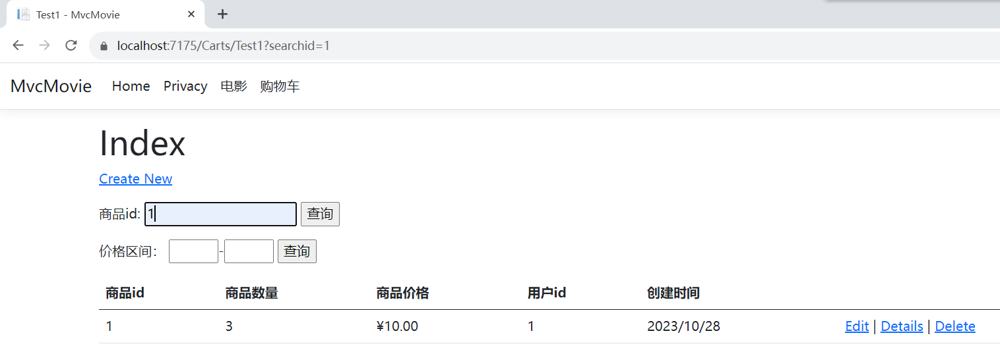 Test1 - MvcMovie
localhost:7175/Carts/Test1?searchid=1
MvcMovie Home Privacy 电影 购物车
Index
Create New
商品id: 1 查询
价格区间： - 查询
商品id 商品数量 商品价格 用户id 创建时间
1 3 ¥10.00 1 2023/10/28 Edit | Details | Delete